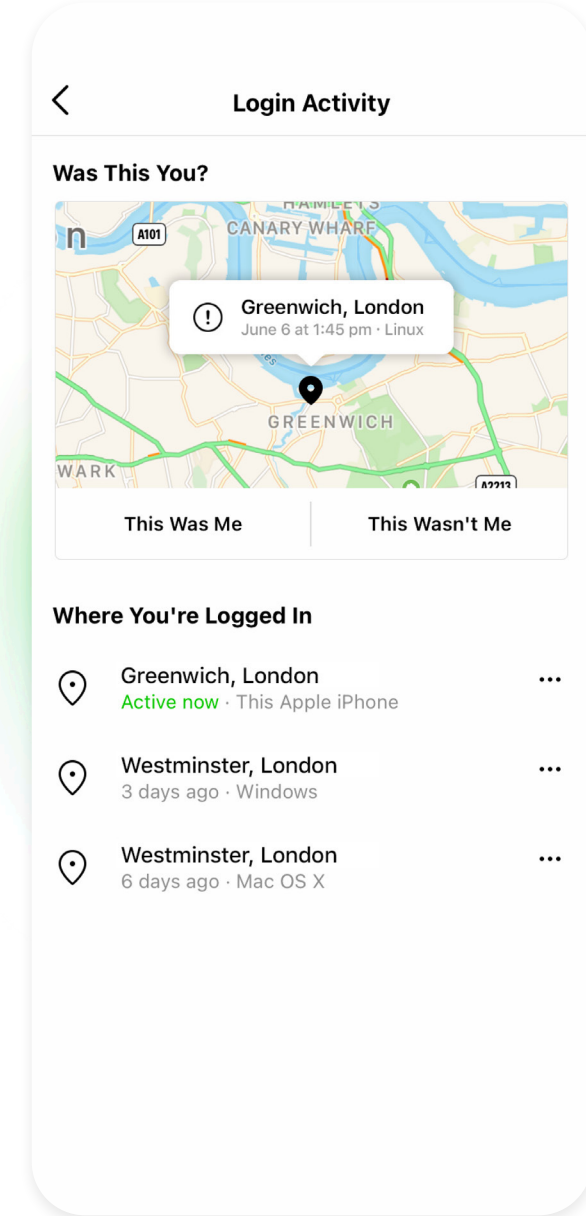 Login Activity
Was This You?
HAMLETS
n
A101
CANARY WHARF
Greenwich, London
June 6 at 1:45 pm · Linux
GREENWICH
WARK
A2213
This Was Me
This Wasn't Me
Where You're Logged In
Greenwich, London
Active now · This Apple iPhone
Westminster, London
3 days ago · Windows
Westminster, London
6 days ago · Mac OS X